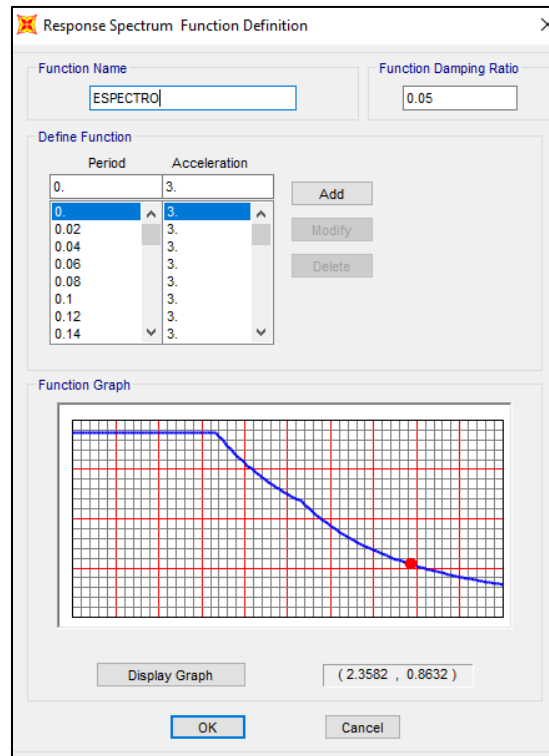 Response Spectrum Function Definition
Function Name
ESPECTRO
Function Damping Ratio
0.05
Define Function
Period Acceleration
0. 3.
0. 3.
0.02 3.
0.04 3.
0.06 3.
0.08 3.
0.1 3.
0.12 3.
0.14 3.
Add
Modify
Delete
Function Graph
Display Graph
( 2.3582 , 0.8632 )
OK
Cancel